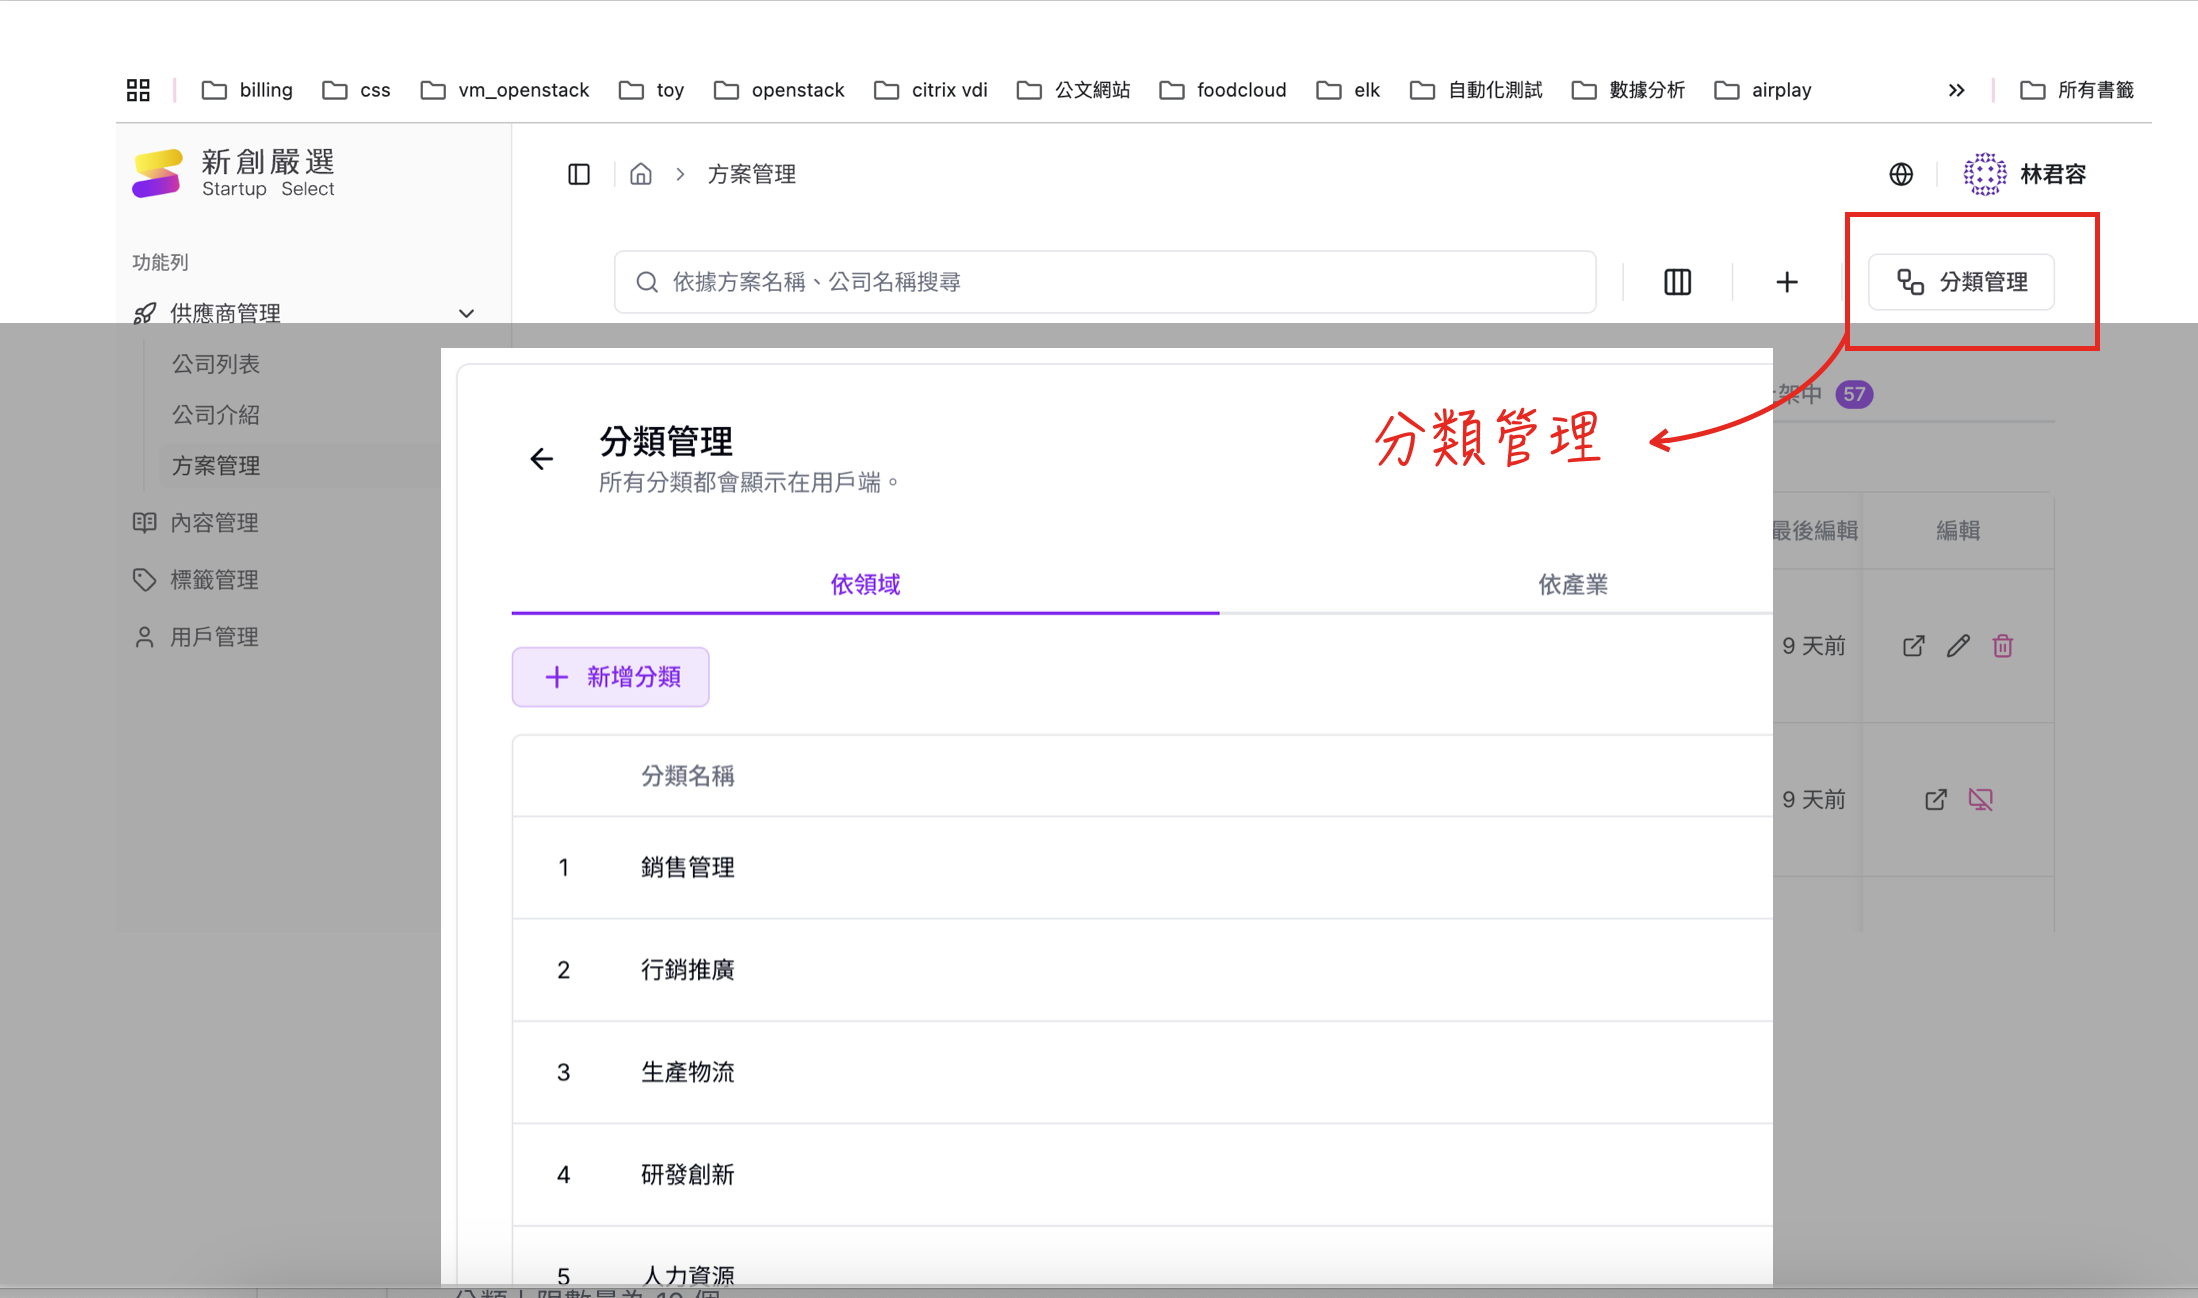 billing css vm_openstack toy openstack citrix vdi 公文網站 foodcloud elk 自動化測試 數據分析 airplay 所有書籤
新創嚴選
Startup Select
方案管理
林君容
功能列
依據方案名稱、公司名稱搜尋
分類管理
供應商管理
公司列表
公司介紹
方案管理
內容管理
標籤管理
用戶管理
架中 57
分類管理
分類管理
所有分類都會顯示在用戶端。
依領域 依產業
新增分類
最後編輯 編輯
9 天前
9 天前
分類名稱
1 銷售管理
2 行銷推廣
3 生產物流
4 研發創新
5 人力資源